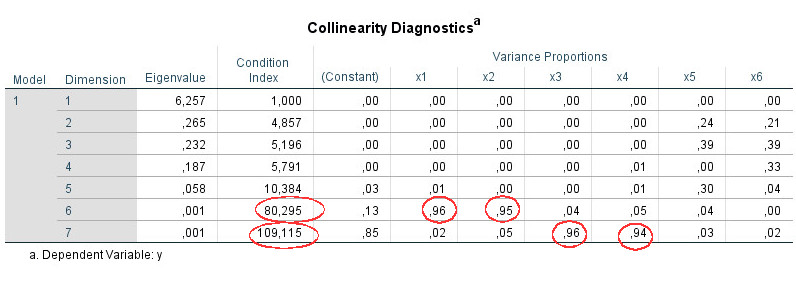 Collinearity Diagnosticsᵃ
Variance Proportions
Model Dimension Eigenvalue Condition Index (Constant) x1 x2 x3 x4 x5 x6
1 1 6,257 1,000 ,00 ,00 ,00 ,00 ,00 ,00 ,00
2 ,265 4,857 ,00 ,00 ,00 ,00 ,00 ,24 ,21
3 ,232 5,196 ,00 ,00 ,00 ,00 ,00 ,39 ,39
4 ,187 5,791 ,00 ,00 ,00 ,00 ,01 ,00 ,33
5 ,058 10,384 ,03 ,01 ,00 ,00 ,01 ,30 ,04
6 ,001 80,295 ,13 ,96 ,95 ,04 ,05 ,04 ,00
7 ,001 109,115 ,85 ,02 ,05 ,96 ,94 ,03 ,02
a. Dependent Variable: y